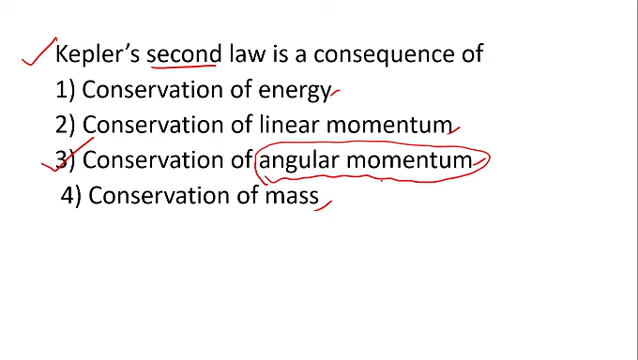 Kepler's second law is a consequence of
1) Conservation of energy
2) Conservation of linear momentum
3) Conservation of angular momentum
4) Conservation of mass